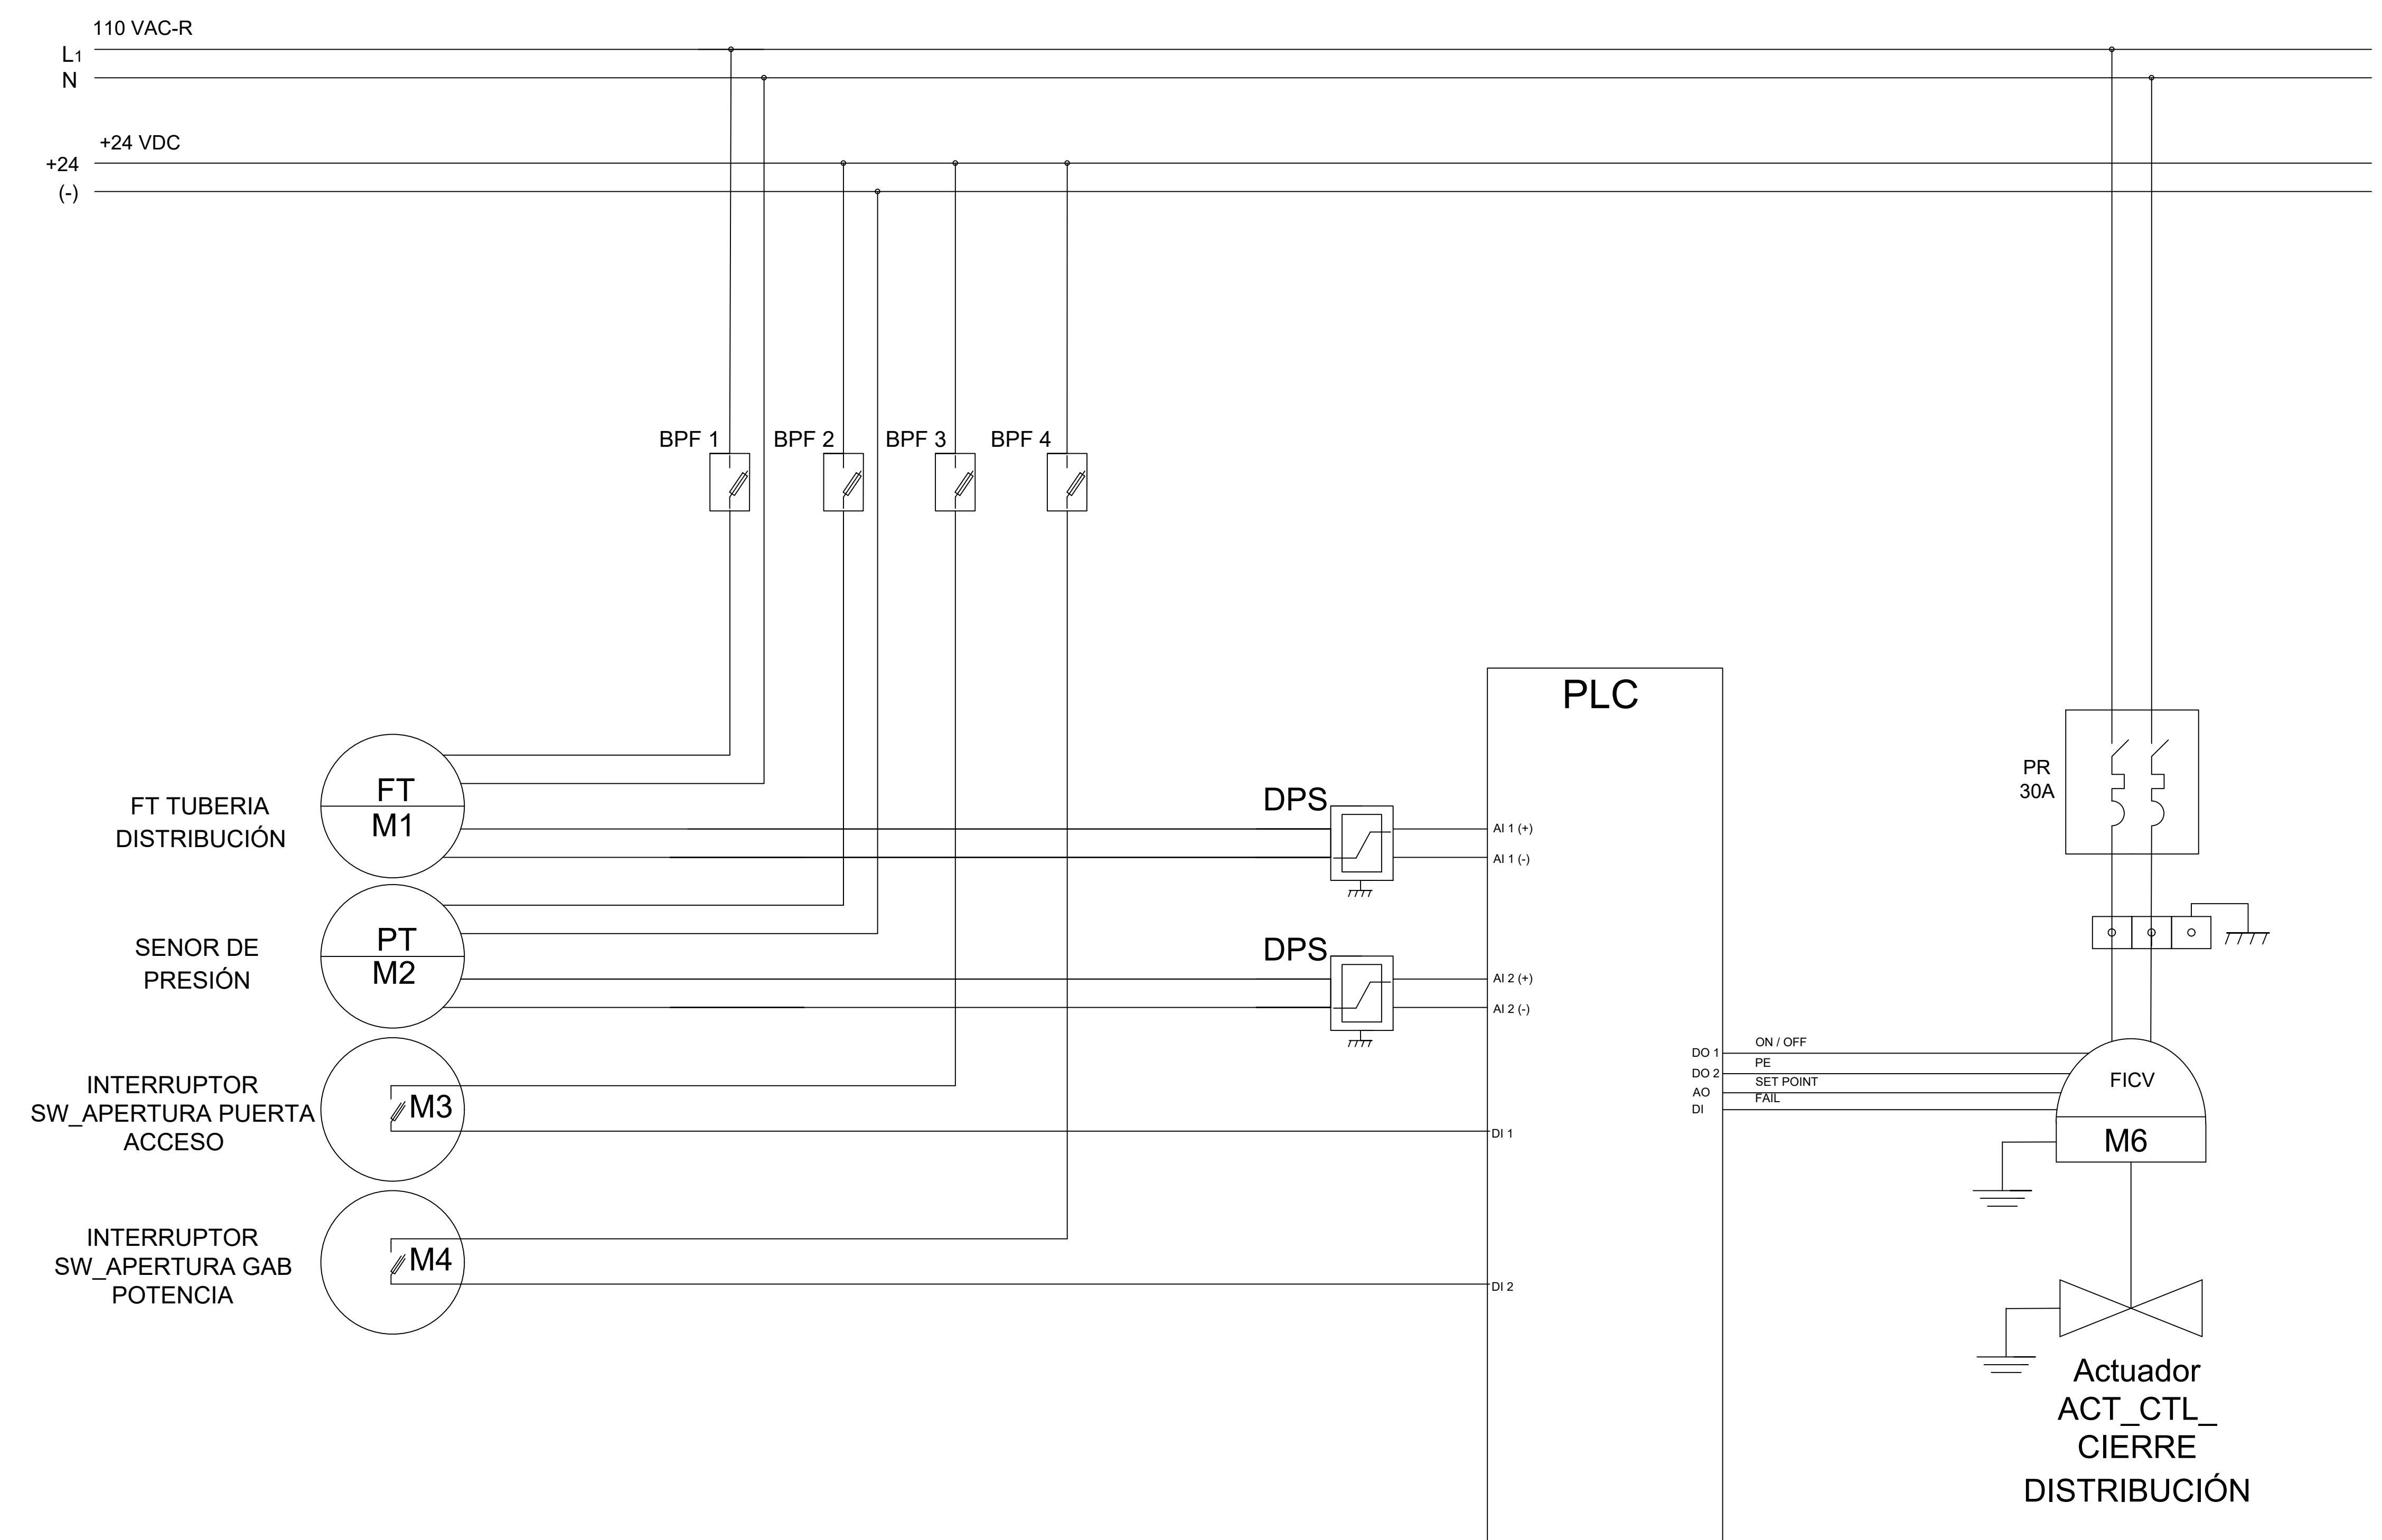 110 VAC-R
L1
N
+24 VDC
+24
(-)
BPF 1
BPF 2
BPF 3
BPF 4
PLC
PR
30A
FT TUBERIA
DISTRIBUCIÓN
FT
M1
DPS
AI 1 (+)
AI 1 (-)
SENOR DE
PRESIÓN
PT
M2
DPS
AI 2 (+)
AI 2 (-)
DO 1
ON / OFF
DO 2
PE
AO
SET POINT
DI
FAIL
FICV
M6
INTERRUPTOR
SW_APERTURA PUERTA
ACCESO
M3
DI 1
INTERRUPTOR
SW_APERTURA GAB
POTENCIA
M4
DI 2
Actuador
ACT_CTL_
CIERRE
DISTRIBUCIÓN